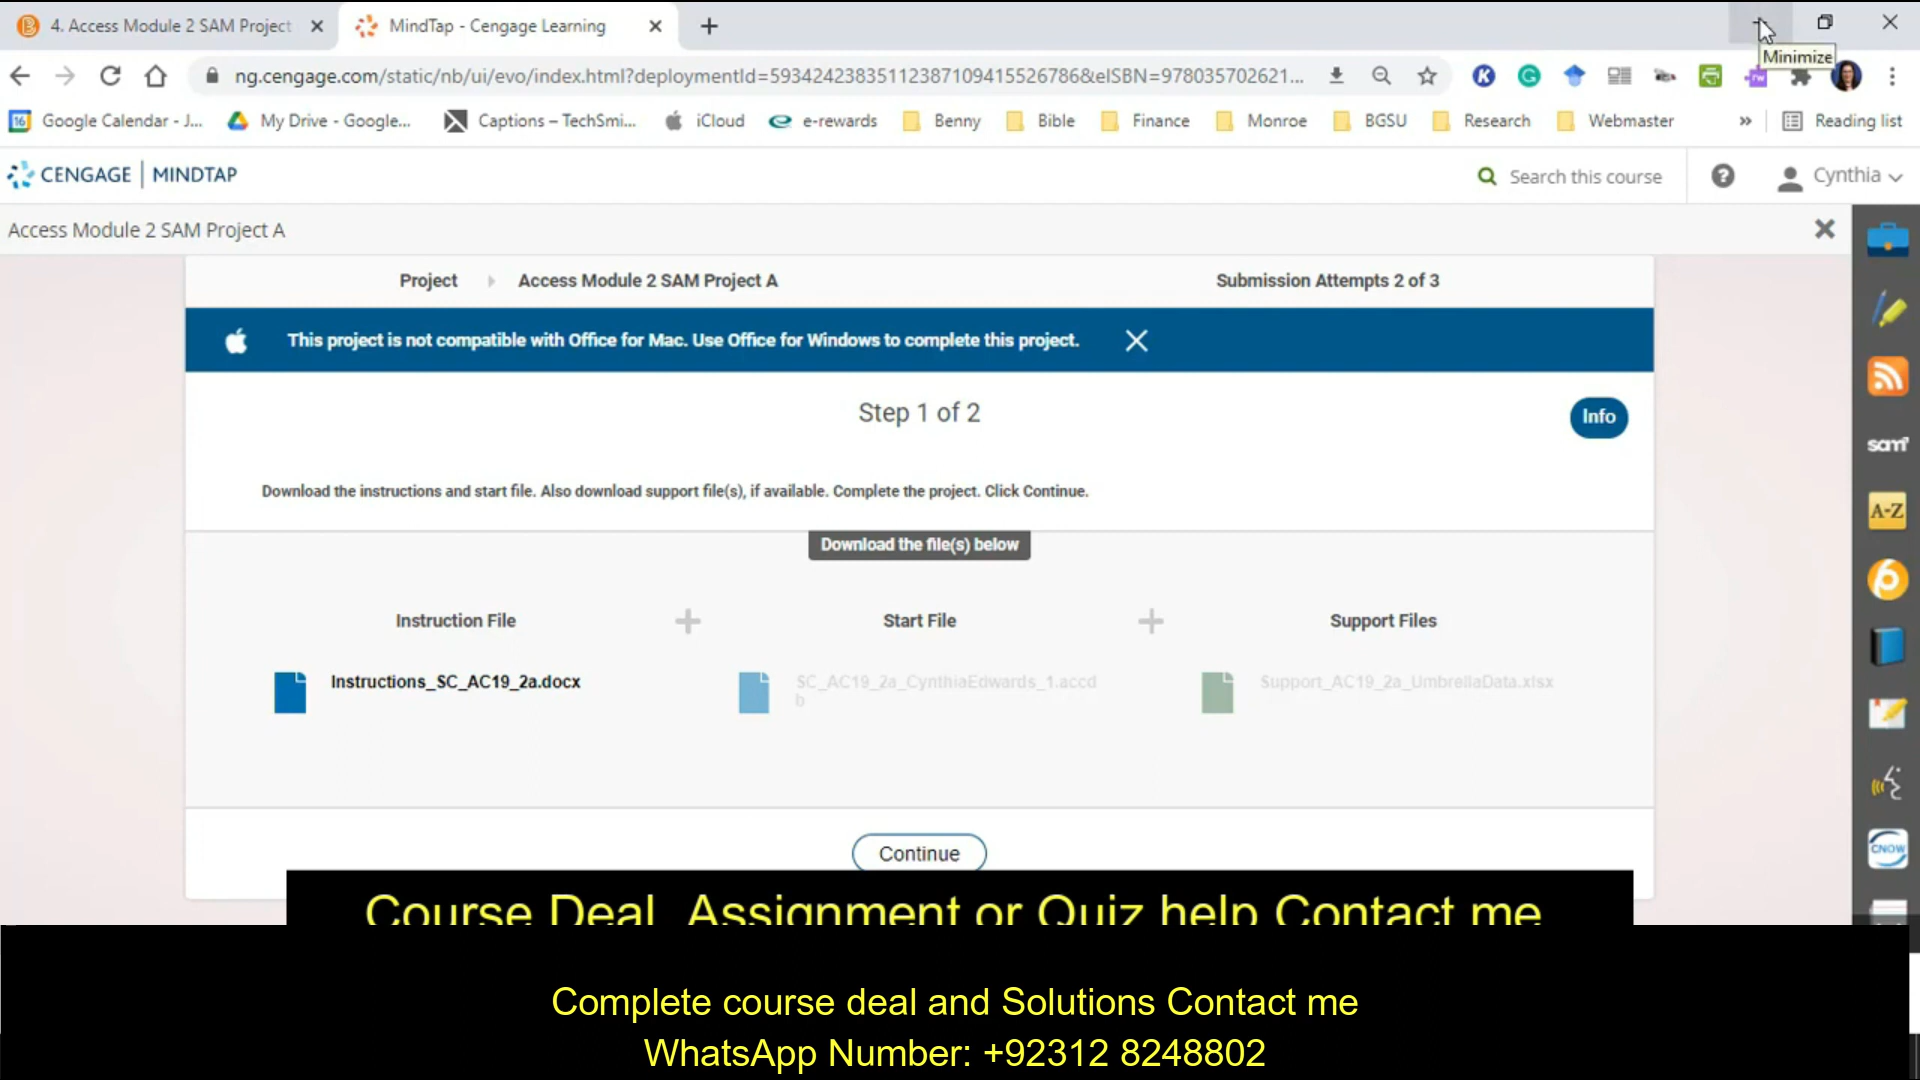 4. Access Module 2 SAM Project
MindTap - Cengage Learning
Minimize
ng.cengage.com/static/nb/ui/evo/index.html?deploymentId=59342423835112387109415526786&eISBN=978035702621...
16 Google Calendar - J...
My Drive - Google...
Captions – TechSmi...
iCloud
e-rewards
Benny
Bible
Finance
Monroe
BGSU
Research
Webmaster
»
Reading list
CENGAGE | MINDTAP
Search this course
Cynthia
Access Module 2 SAM Project A
Project
Access Module 2 SAM Project A
Submission Attempts 2 of 3
This project is not compatible with Office for Mac. Use Office for Windows to complete this project.
Step 1 of 2
Info
Download the instructions and start file. Also download support file(s), if available. Complete the project. Click Continue.
Download the file(s) below
Instruction File
Start File
Support Files
Instructions_SC_AC19_2a.docx
SC_AC19_2a_CynthiaEdwards_1.accd
b
Support_AC19_2a_UmbrellaData.xlsx
sam
A-Z
CNOW
Continue
Course Deal, Assignment or Quiz help Contact me
Complete course deal and Solutions Contact me
WhatsApp Number: +92312 8248802